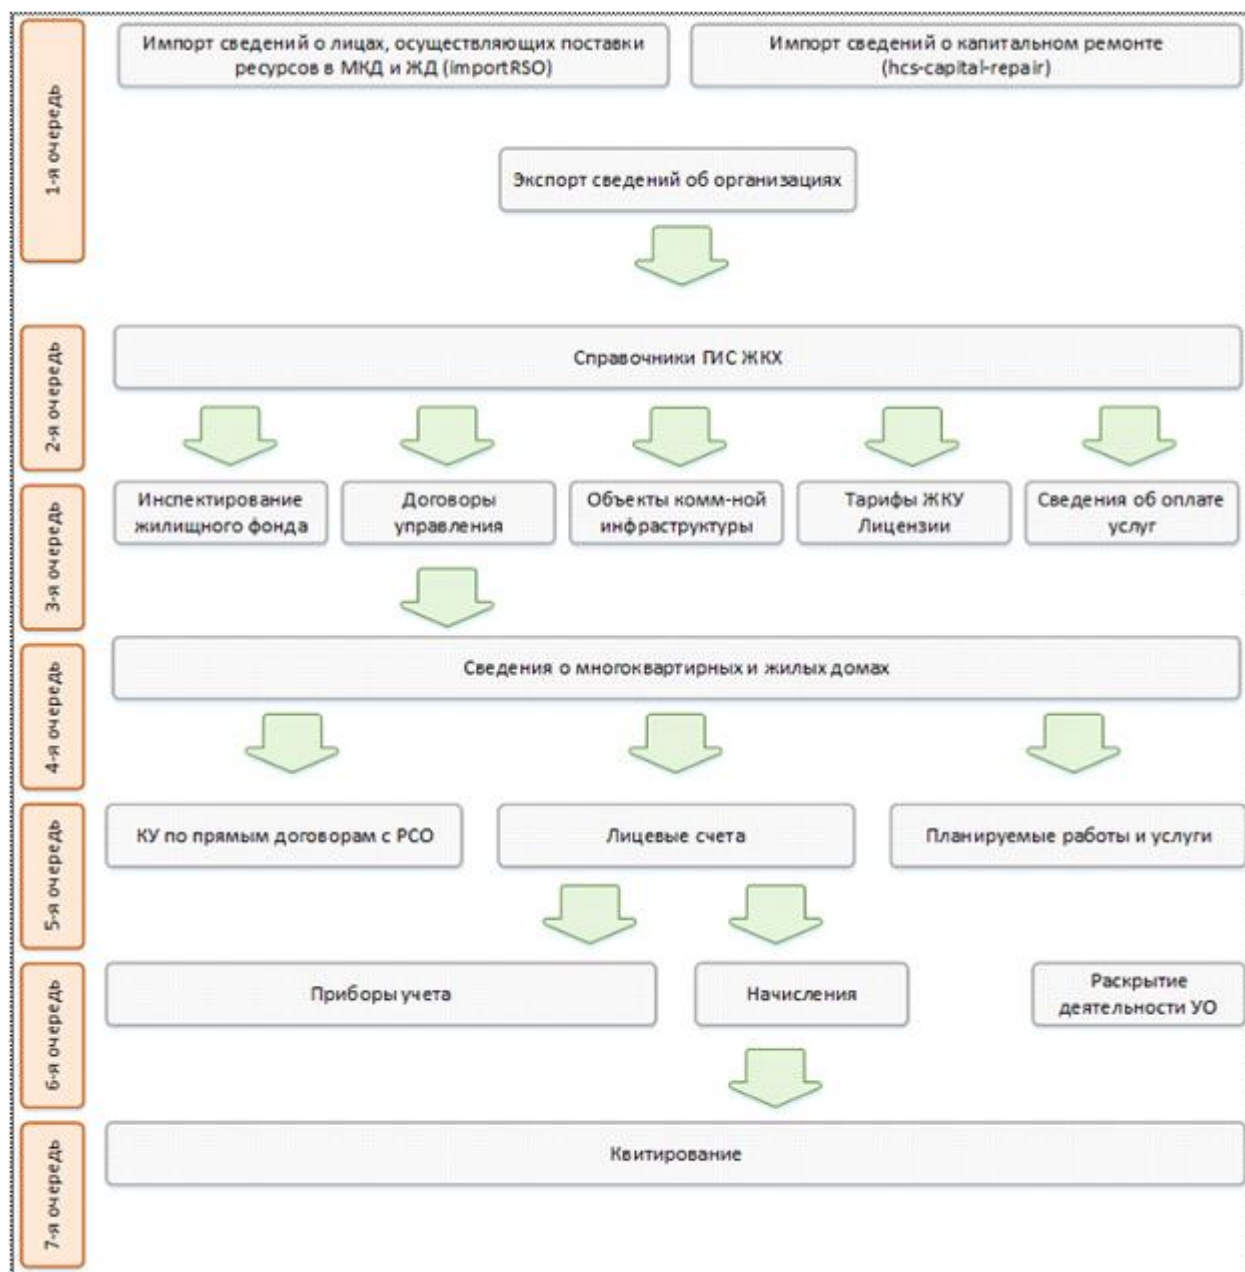 1-я очередь
Импорт сведений о лицах, осуществляющих поставки
ресурсов в МКД и ЖД (importRSO)
Импорт сведений о капитальном ремонте
(hcs-capital-repair)
Экспорт сведений об организациях
2-я очередь
Справочники ГИС ЖКХ
3-я очередь
Инспектирование
жилищного фонда
Договоры
управления
Объекты комм-ной
инфраструктуры
Тарифы ЖКУ
Лицензии
Сведения об оплате
услуг
4-я очередь
Сведения о многоквартирных и жилых домах
5-я очередь
КУ по прямым договорам с РСО
Лицевые счета
Планируемые работы и услуги
6-я очередь
Приборы учета
Начисления
Раскрытие
деятельности УО
7-я очередь
Квитирование